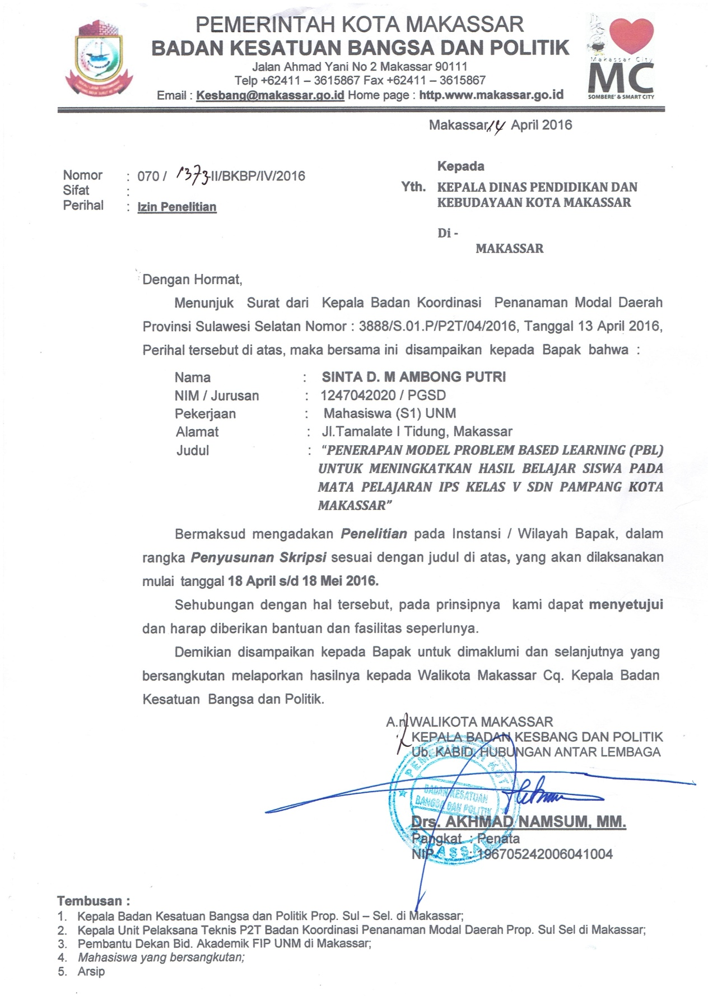 PEMERINTAH KOTA MAKASSAR
BADAN KESATUAN BANGSA DAN POLITIK
Jalan Ahmad Yani No 2 Makassar 90111
Telp +62411 – 3615867 Fax +62411 – 3615867
Email : Kesbang@makassar.go.id Home page : http.www.makassar.go.id
Makassar City
MC
SOMBERE' & SMART CITY
Makassar, 14 April 2016
Nomor : 070 / 1373-II/BKBP/IV/2016
Sifat :
Perihal : Izin Penelitian
Kepada
Yth. KEPALA DINAS PENDIDIKAN DAN
KEBUDAYAAN KOTA MAKASSAR
Di -
MAKASSAR
Dengan Hormat,
Menunjuk Surat dari Kepala Badan Koordinasi Penanaman Modal Daerah
Provinsi Sulawesi Selatan Nomor : 3888/S.01.P/P2T/04/2016, Tanggal 13 April 2016,
Perihal tersebut di atas, maka bersama ini disampaikan kepada Bapak bahwa :
Nama : SINTA D. M AMBONG PUTRI
NIM / Jurusan : 1247042020 / PGSD
Pekerjaan : Mahasiswa (S1) UNM
Alamat : Jl.Tamalate I Tidung, Makassar
Judul : "PENERAPAN MODEL PROBLEM BASED LEARNING (PBL)
UNTUK MENINGKATKAN HASIL BELAJAR SISWA PADA
MATA PELAJARAN IPS KELAS V SDN PAMPANG KOTA
MAKASSAR"
Bermaksud mengadakan Penelitian pada Instansi / Wilayah Bapak, dalam
rangka Penyusunan Skripsi sesuai dengan judul di atas, yang akan dilaksanakan
mulai tanggal 18 April s/d 18 Mei 2016.
Sehubungan dengan hal tersebut, pada prinsipnya kami dapat menyetujui
dan harap diberikan bantuan dan fasilitas seperlunya.
Demikian disampaikan kepada Bapak untuk dimaklumi dan selanjutnya yang
bersangkutan melaporkan hasilnya kepada Walikota Makassar Cq. Kepala Badan
Kesatuan Bangsa dan Politik.
A.n.WALIKOTA MAKASSAR
KEPALA BADAN KESBANG DAN POLITIK
Ub. KABID. HUBUNGAN ANTAR LEMBAGA
PEMERINTAH KOTA
BADAN KESATUAN
BANGSA DAN POLITIK
MAKASSAR
Drs. AKHMAD NAMSUM, MM.
Pangkat : Penata
NIP. : 196705242006041004
Tembusan :
1. Kepala Badan Kesatuan Bangsa dan Politik Prop. Sul – Sel. di Makassar;
2. Kepala Unit Pelaksana Teknis P2T Badan Koordinasi Penanaman Modal Daerah Prop. Sul Sel di Makassar;
3. Pembantu Dekan Bid. Akademik FIP UNM di Makassar;
4. Mahasiswa yang bersangkutan;
5. Arsip